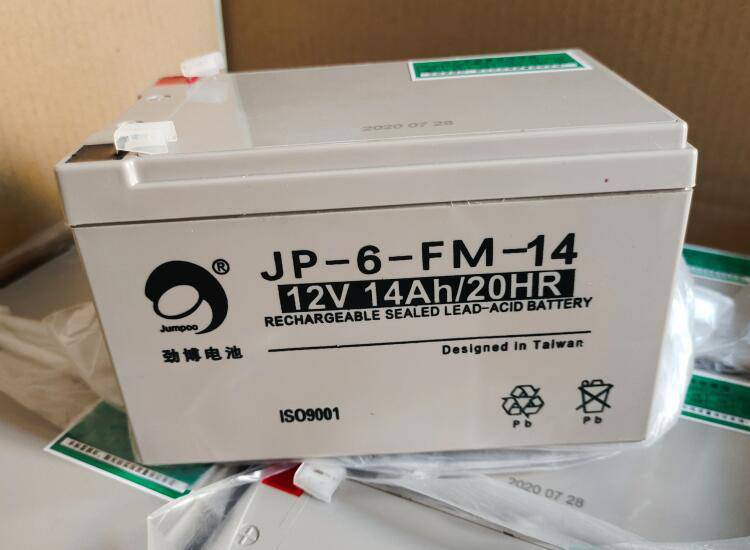 2020 07 28
JP-6-FM-14
12V 14Ah/20HR
RECHARGEABLE SEALED LEAD-ACID BATTERY
Designed in Taiwan
®
Jumpoo
劲博电池
ISO9001
Pb
Pb
2020 07 28